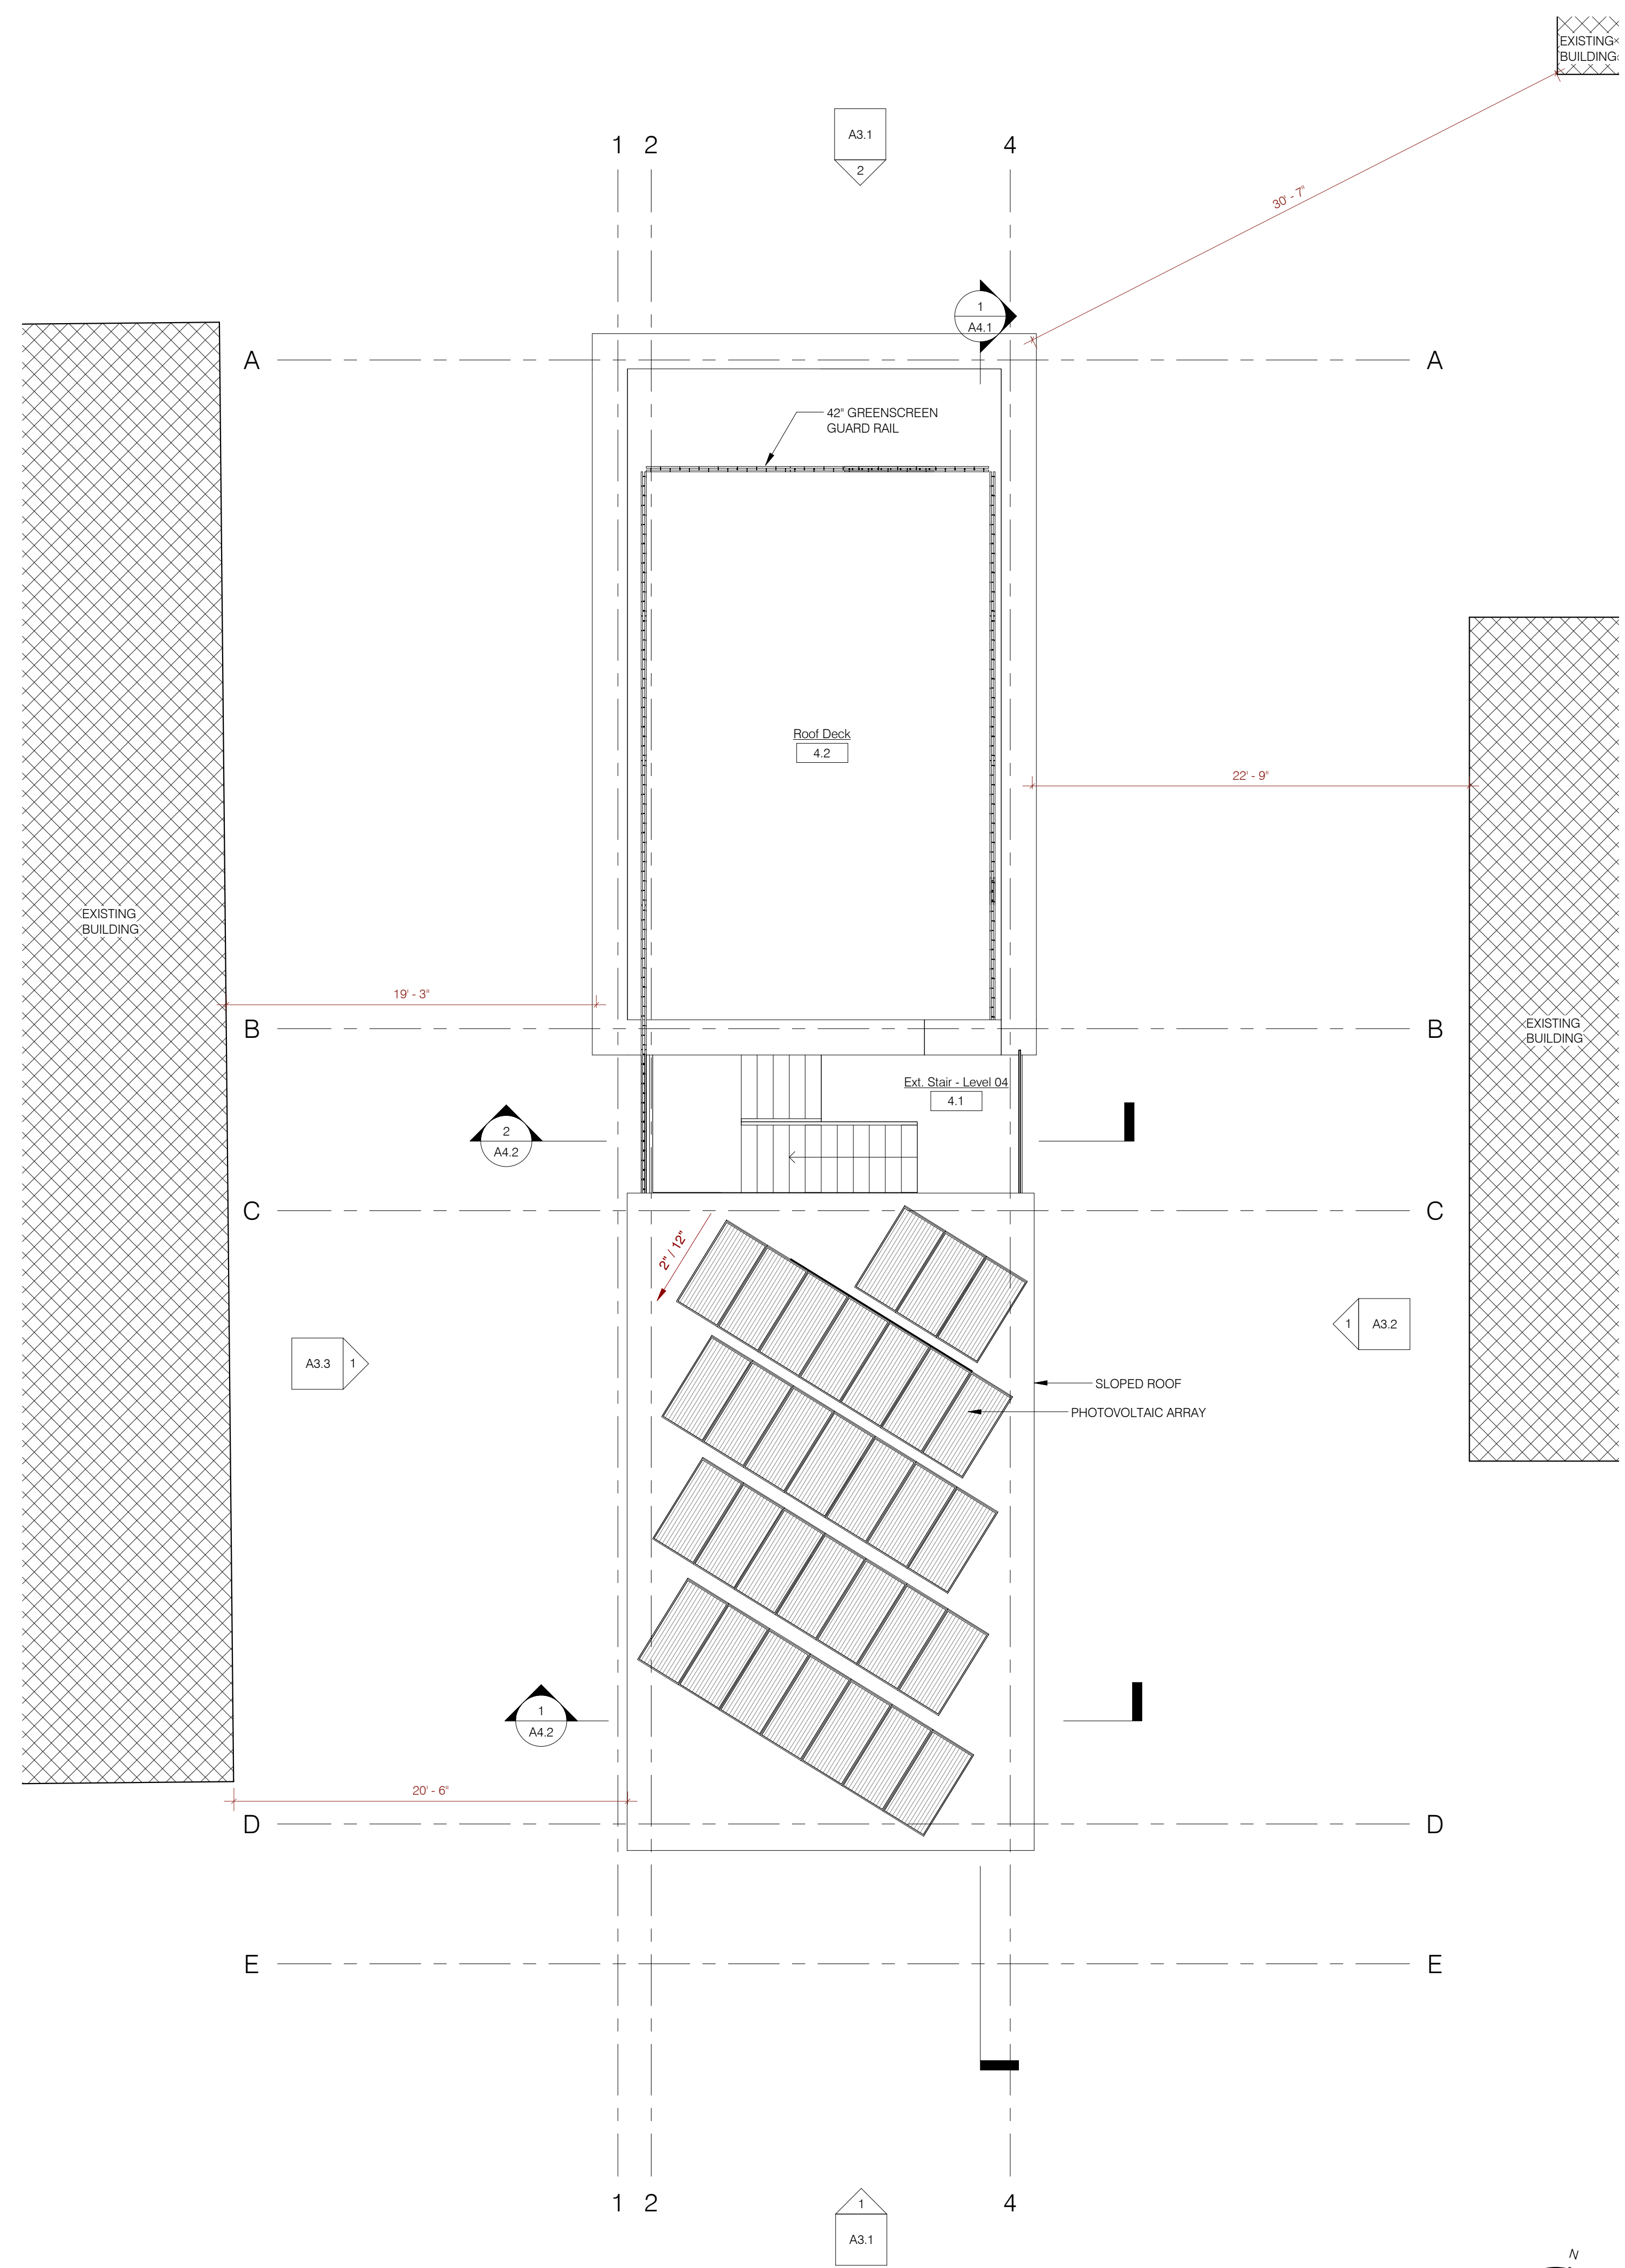 EXISTING
BUILDING
A3.1
2
1 2 4
30' - 7"
1
A4.1
A A
42" GREENSCREEN
GUARD RAIL
Roof Deck
4.2
22' - 9"
EXISTING
BUILDING
19' - 3"
B B
EXISTING
BUILDING
Ext. Stair - Level 04
4.1
2
A4.2
C C
2" / 12"
1 A3.2
A3.3 1
SLOPED ROOF
PHOTOVOLTAIC ARRAY
1
A4.2
20' - 6"
D D
E E
1 2 4
1
A3.1
N